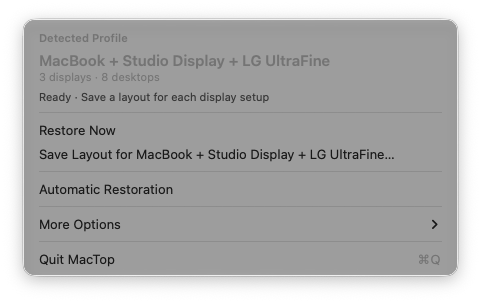 Detected Profile
MacBook + Studio Display + LG UltraFine
3 displays · 8 desktops
Ready · Save a layout for each display setup
Restore Now
Save Layout for MacBook + Studio Display + LG UltraFine...
Automatic Restoration
More Options
Quit MacTop ⌘Q